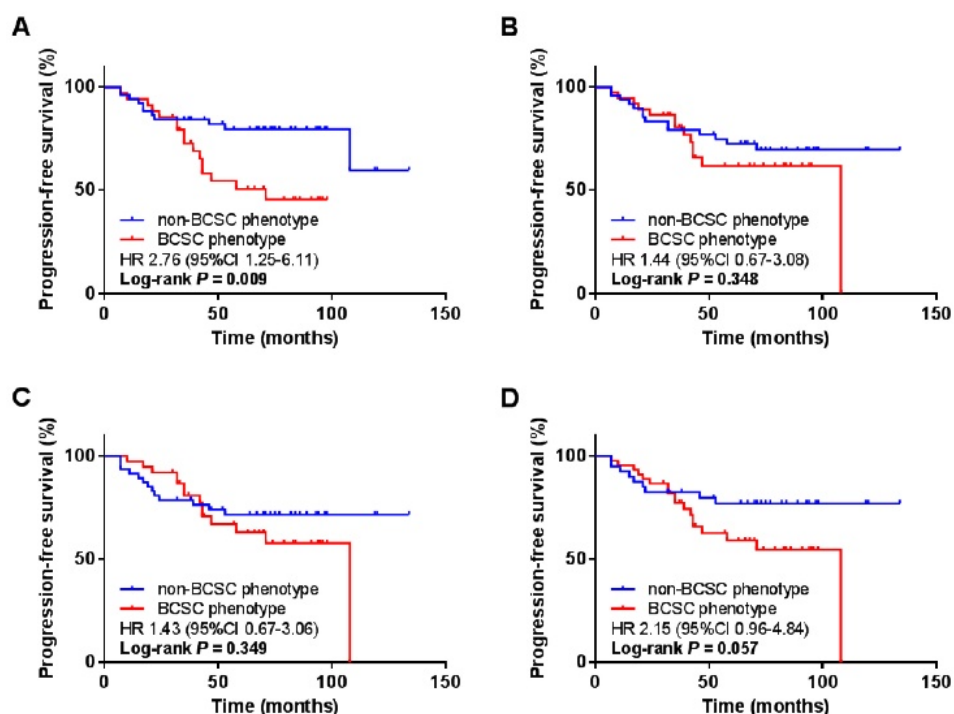 A
Progression-free survival (%)
100
50
0
non-BCSC phenotype
BCSC phenotype
HR 2.76 (95%CI 1.25-6.11)
Log-rank P = 0.009
0 50 100 150
Time (months)
B
Progression-free survival (%)
100
50
0
non-BCSC phenotype
BCSC phenotype
HR 1.44 (95%CI 0.67-3.08)
Log-rank P = 0.348
0 50 100 150
Time (months)
C
Progression-free survival (%)
100
50
0
non-BCSC phenotype
BCSC phenotype
HR 1.43 (95%CI 0.67-3.06)
Log-rank P = 0.349
0 50 100 150
Time (months)
D
Progression-free survival (%)
100
50
0
non-BCSC phenotype
BCSC phenotype
HR 2.15 (95%CI 0.96-4.84)
Log-rank P = 0.057
0 50 100 150
Time (months)